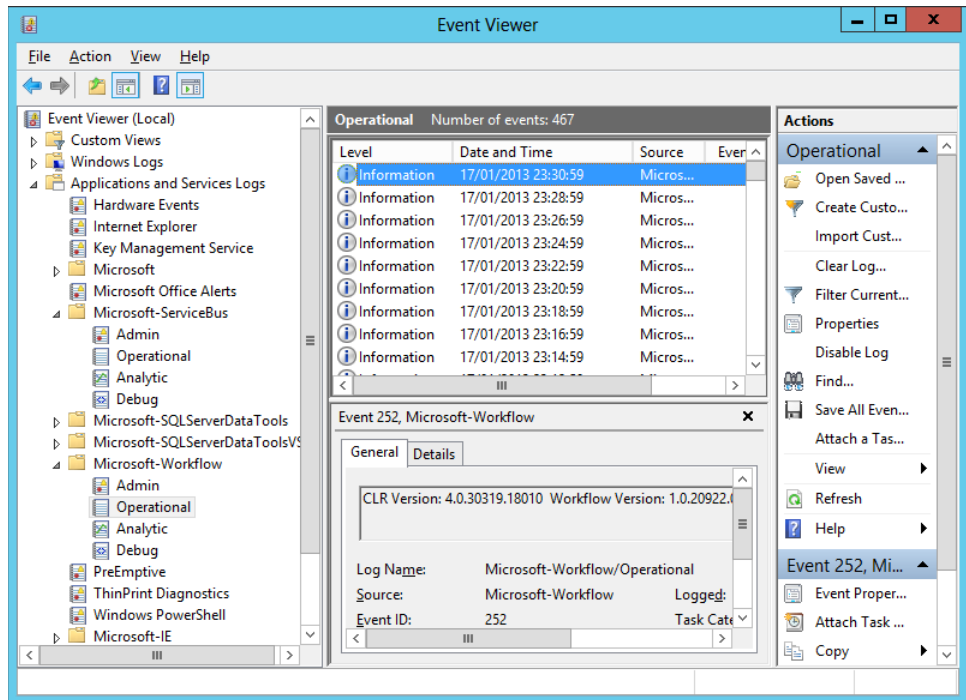 Event Viewer
File Action View Help
Event Viewer (Local)
Custom Views
Windows Logs
Applications and Services Logs
Hardware Events
Internet Explorer
Key Management Service
Microsoft
Microsoft Office Alerts
Microsoft-ServiceBus
Admin
Operational
Analytic
Debug
Microsoft-SQLServerDataTools
Microsoft-SQLServerDataToolsVS
Microsoft-Workflow
Admin
Operational
Analytic
Debug
PreEmptive
ThinPrint Diagnostics
Windows PowerShell
Microsoft-IE
Operational Number of events: 467
Level Date and Time Source Even
Information 17/01/2013 23:30:59 Micros...
Information 17/01/2013 23:28:59 Micros...
Information 17/01/2013 23:26:59 Micros...
Information 17/01/2013 23:24:59 Micros...
Information 17/01/2013 23:22:59 Micros...
Information 17/01/2013 23:20:59 Micros...
Information 17/01/2013 23:18:59 Micros...
Information 17/01/2013 23:16:59 Micros...
Information 17/01/2013 23:14:59 Micros...
Event 252, Microsoft-Workflow
General Details
CLR Version: 4.0.30319.18010 Workflow Version: 1.0.20922.0
Log Name: Microsoft-Workflow/Operational
Source: Microsoft-Workflow Logged:
Event ID: 252 Task Cate
Actions
Operational
Open Saved ...
Create Custo...
Import Cust...
Clear Log...
Filter Current...
Properties
Disable Log
Find...
Save All Even...
Attach a Tas...
View
Refresh
Help
Event 252, Mi...
Event Proper...
Attach Task ...
Copy